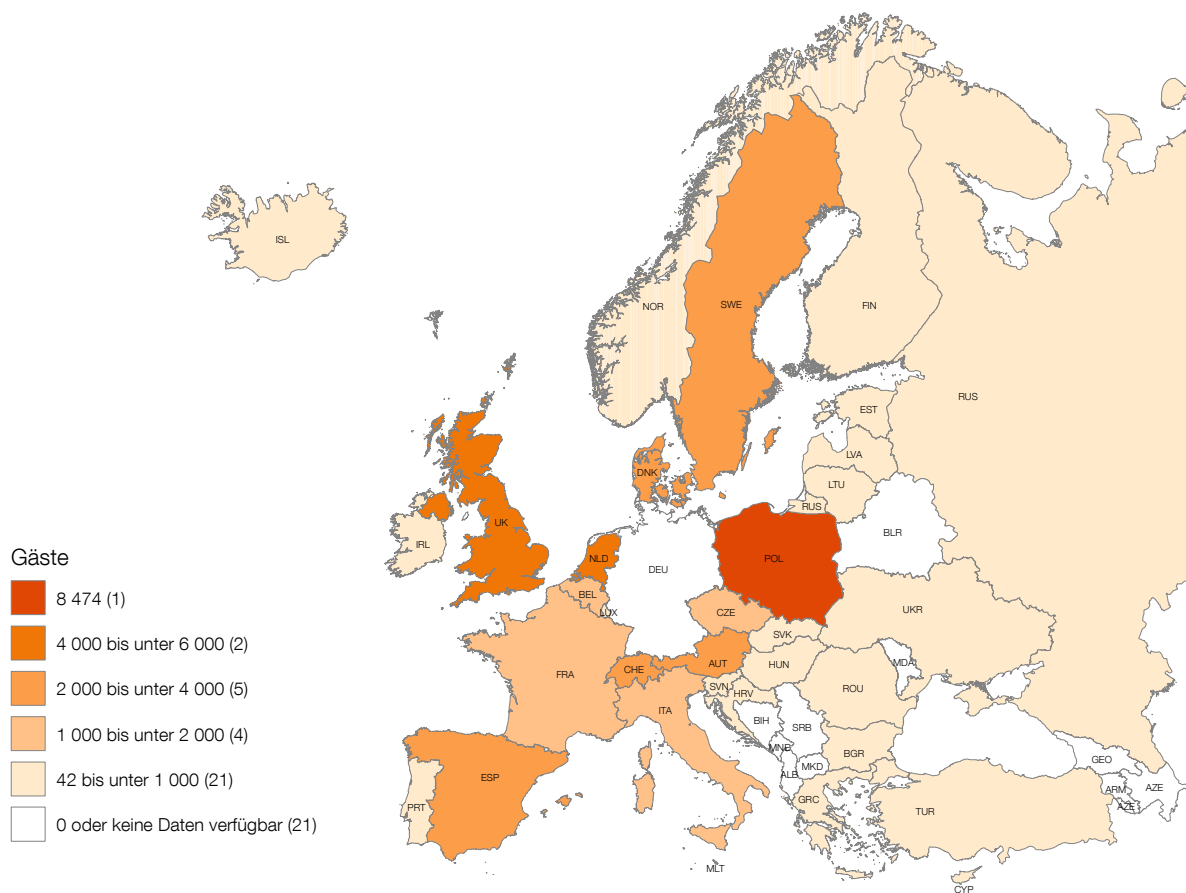 ISL
NOR
SWE
FIN
RUS
EST
LVA
DNK
LTU
RUS
UK
BLR
IRL
NLD
DEU
POL
BEL
LUX
CZE
UKR
SVK
FRA
CHE
AUT
HUN
MDA
SVN
HRV
ROU
ITA
BIH
SRB
MNE
BGR
GEO
ESP
MKD
ALB
ARM
AZE
AZE
PRT
GRC
TUR
MLT
CYP
Gäste
8 474 (1)
4 000 bis unter 6 000 (2)
2 000 bis unter 4 000 (5)
1 000 bis unter 2 000 (4)
42 bis unter 1 000 (21)
0 oder keine Daten verfügbar (21)